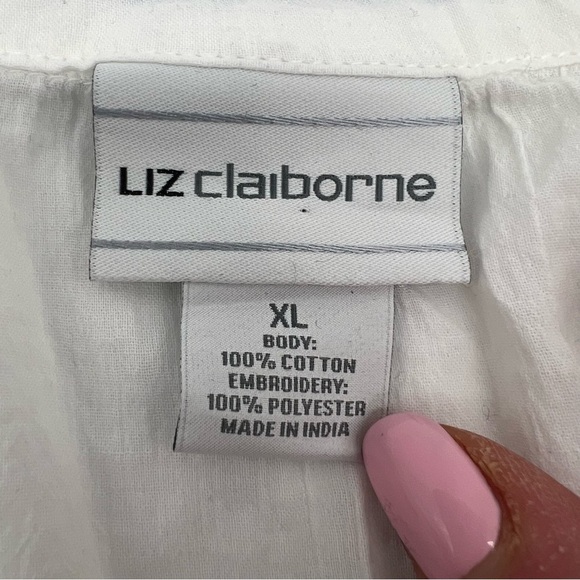 LIZ claiborne
XL
BODY:
100% COTTON
EMBROIDERY:
100% POLYESTER
MADE IN INDIA